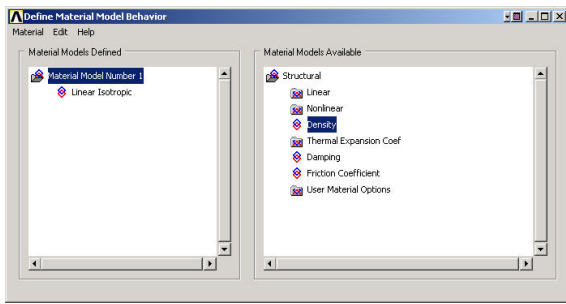 Define Material Model Behavior
Material Edit Help
Material Models Defined
Material Model Number 1
Linear Isotropic
Material Models Available
Structural
Linear
Nonlinear
Density
Thermal Expansion Coef
Damping
Friction Coefficient
User Material Options